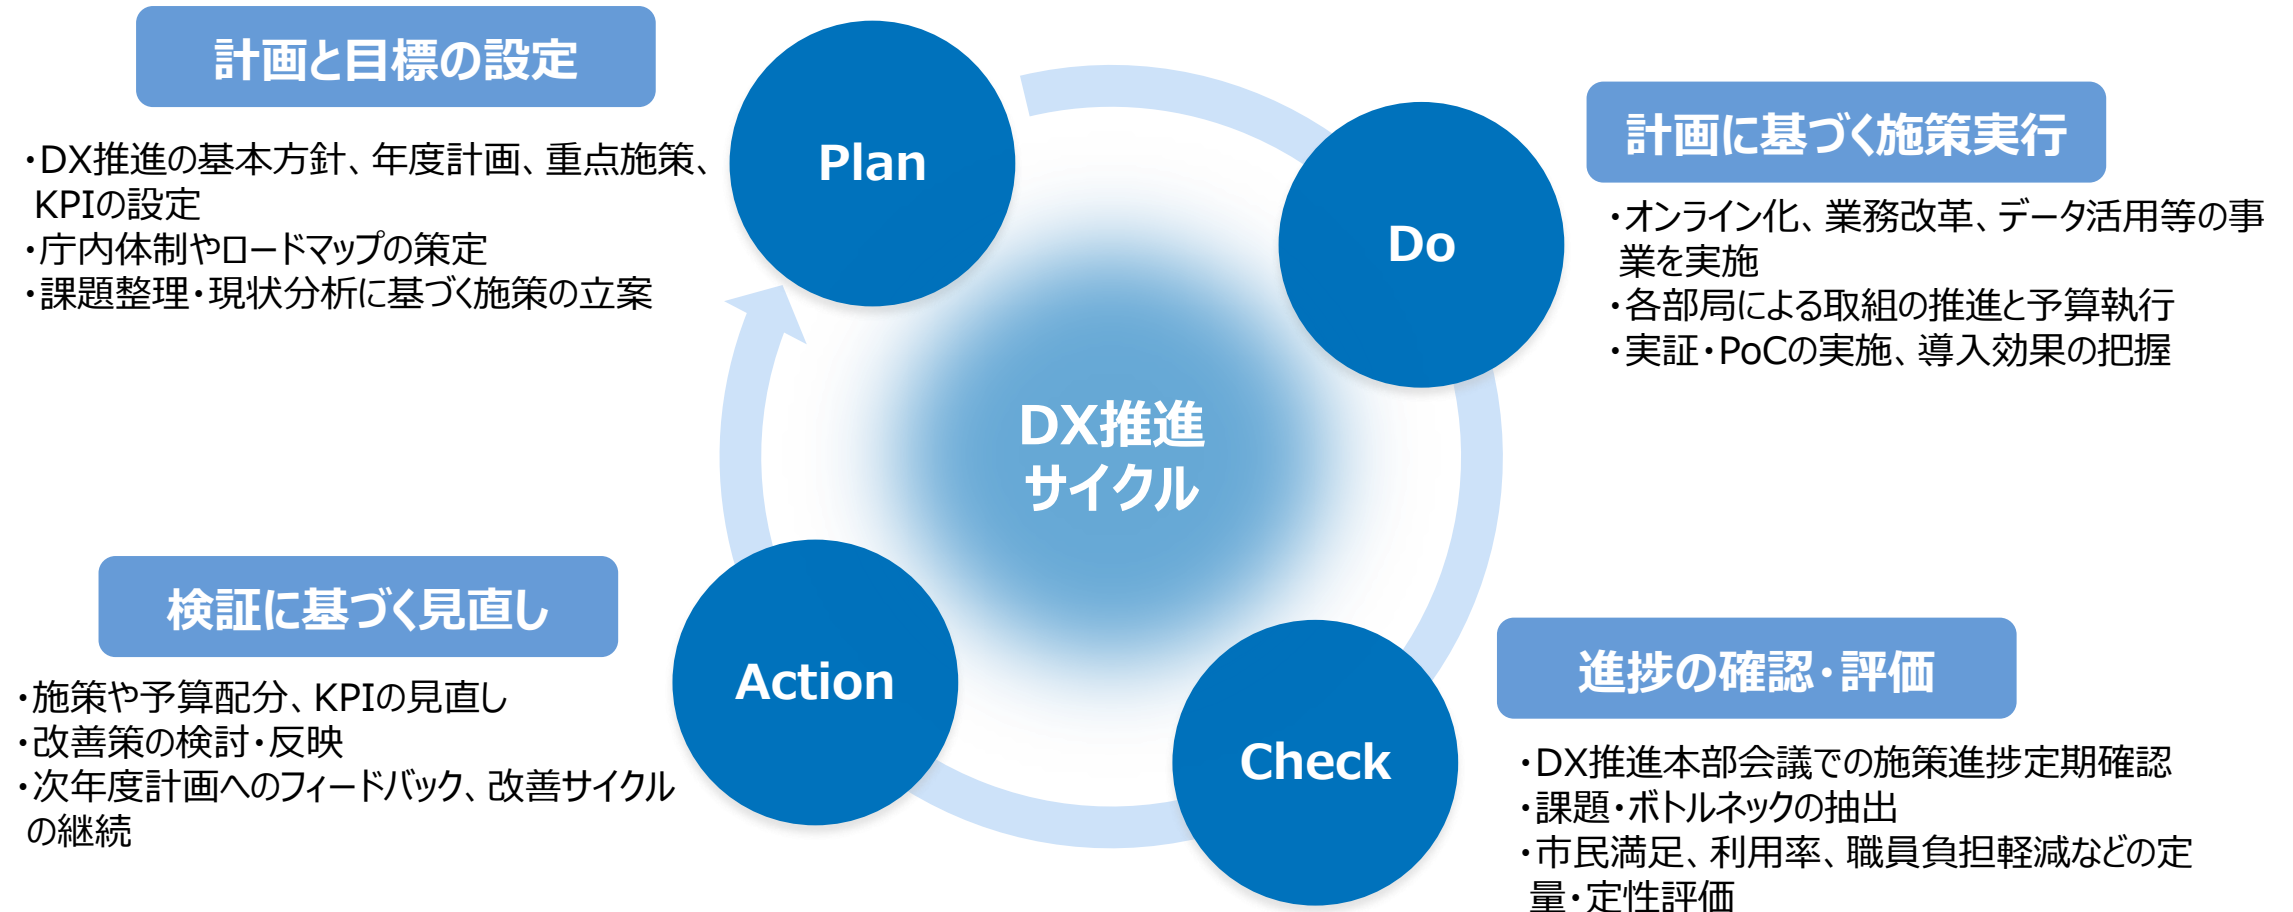 計画と目標の設定
・DX推進の基本方針、年度計画、重点施策、
KPIの設定
・庁内体制やロードマップの策定
・課題整理・現状分析に基づく施策の立案
Plan
Do
計画に基づく施策実行
・オンライン化、業務改革、データ活用等の事
業を実施
・各部局による取組の推進と予算執行
・実証・PoCの実施、導入効果の把握
DX推進
サイクル
検証に基づく見直し
・施策や予算配分、KPIの見直し
・改善策の検討・反映
・次年度計画へのフィードバック、改善サイクル
の継続
Action
Check
進捗の確認・評価
・DX推進本部会議での施策進捗定期確認
・課題・ボトルネックの抽出
・市民満足、利用率、職員負担軽減などの定
量・定性評価